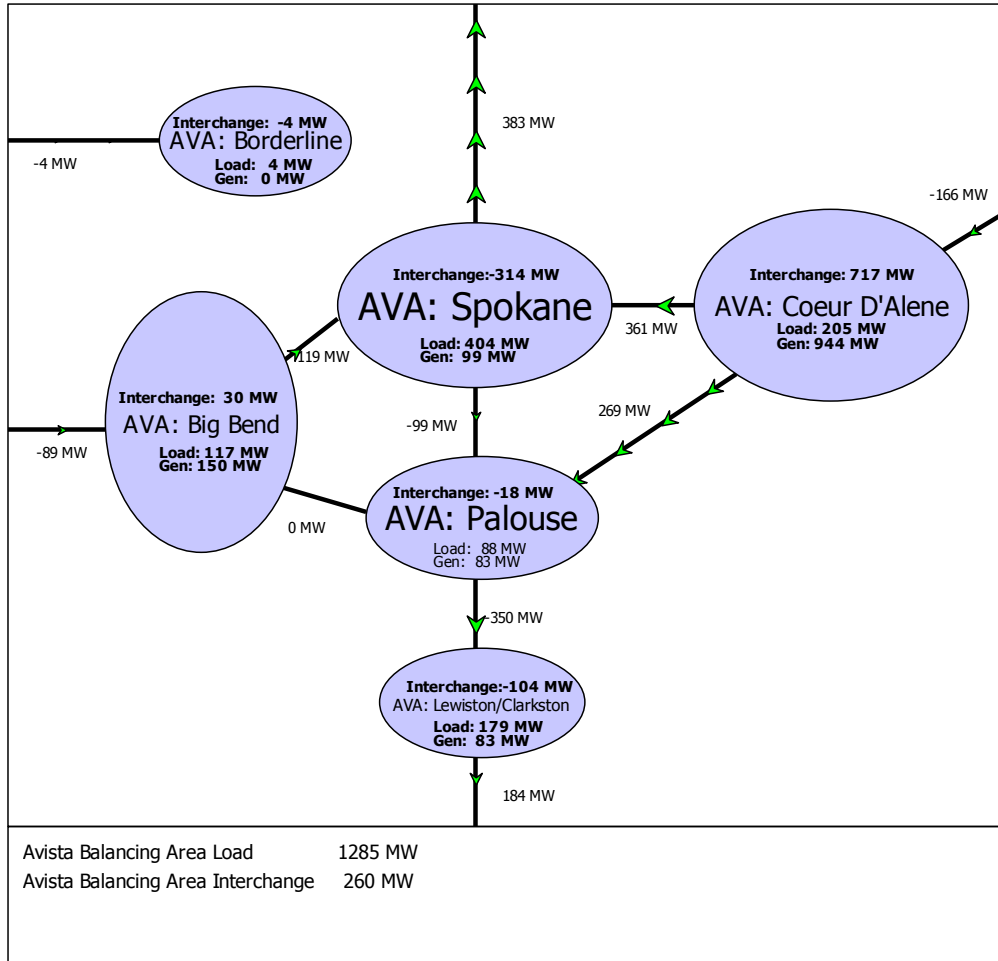 383 MW
Interchange: -4 MW
AVA: Borderline
Load: 4 MW
Gen: 0 MW
-4 MW
-166 MW
Interchange:-314 MW
AVA: Spokane
Load: 404 MW
Gen: 99 MW
Interchange: 717 MW
AVA: Coeur D'Alene
Load: 205 MW
Gen: 944 MW
361 MW
119 MW
Interchange: 30 MW
AVA: Big Bend
Load: 117 MW
Gen: 150 MW
-89 MW
-99 MW
269 MW
Interchange: -18 MW
AVA: Palouse
Load: 88 MW
Gen: 83 MW
0 MW
-350 MW
Interchange:-104 MW
AVA: Lewiston/Clarkston
Load: 179 MW
Gen: 83 MW
184 MW
Avista Balancing Area Load 1285 MW
Avista Balancing Area Interchange 260 MW